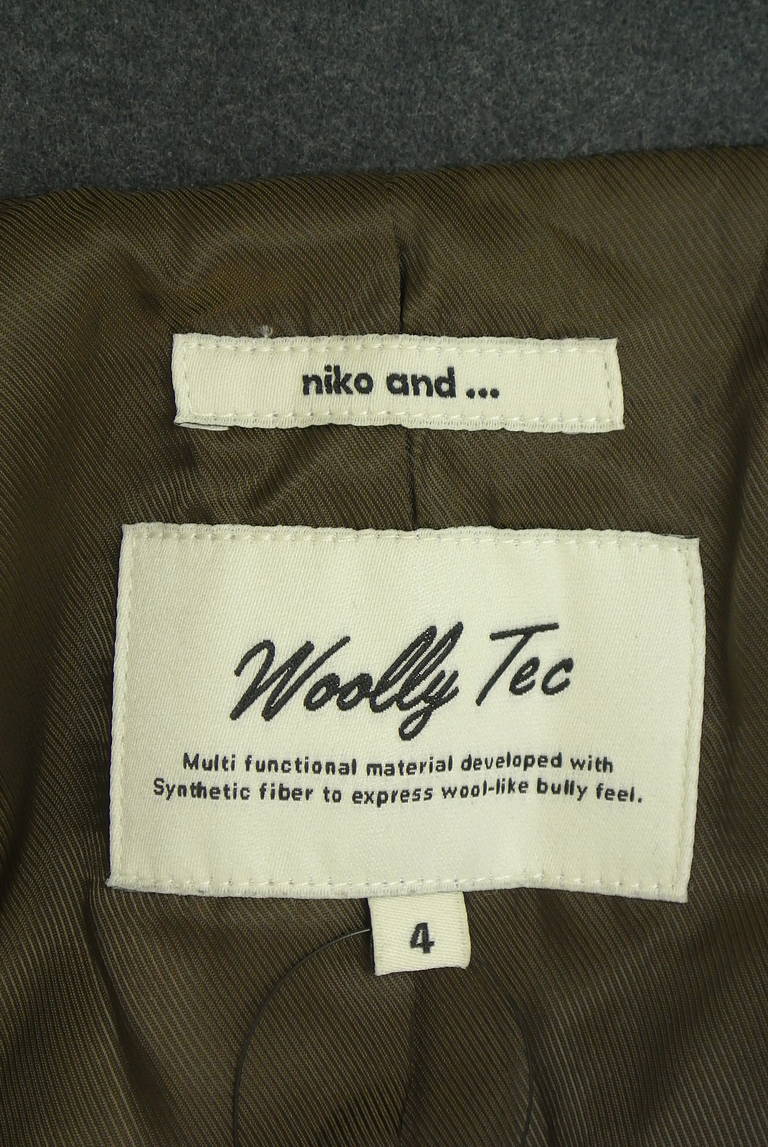 niko and ...
Woolly Tec
Multi functional material developed with
Synthetic fiber to express wool-like bully feel.
4